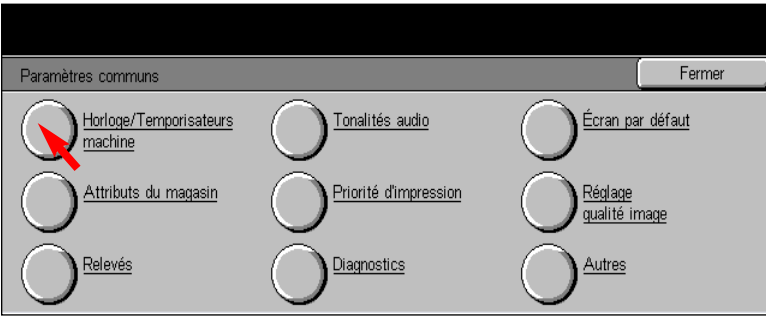 Paramètres communs
Fermer
Horloge/Temporisateurs
machine
Tonalités audio
Écran par défaut
Attributs du magasin
Priorité d'impression
Réglage
qualité image
Relevés
Diagnostics
Autres